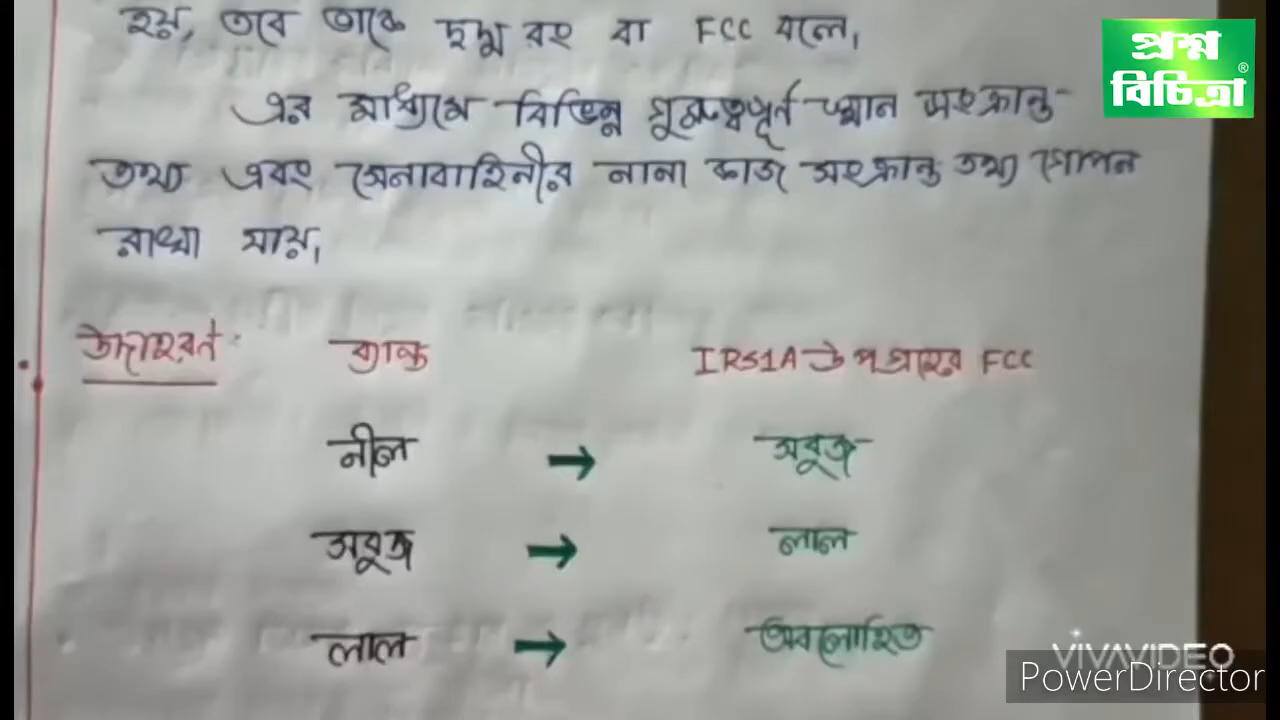 হয়, তবে তাকে ছদ্ম রং বা FCC বলে,
প্রশ্ন
বিচিত্রা®
এর মাধ্যমে বিভিন্ন গুরুত্বপূর্ন স্থান সংক্রান্ত
তথ্য এবং সেনাবাহিনীর নানা কাজ সংক্রান্ত তথ্য গোপন
রাখা যায়,
উদাহরন: ব্যান্ড IRS1A উপগ্রহের FCC
নীল → সবুজ
সবুজ → লাল
লাল → অবলোহিত
VIVAVIDEO
PowerDirector